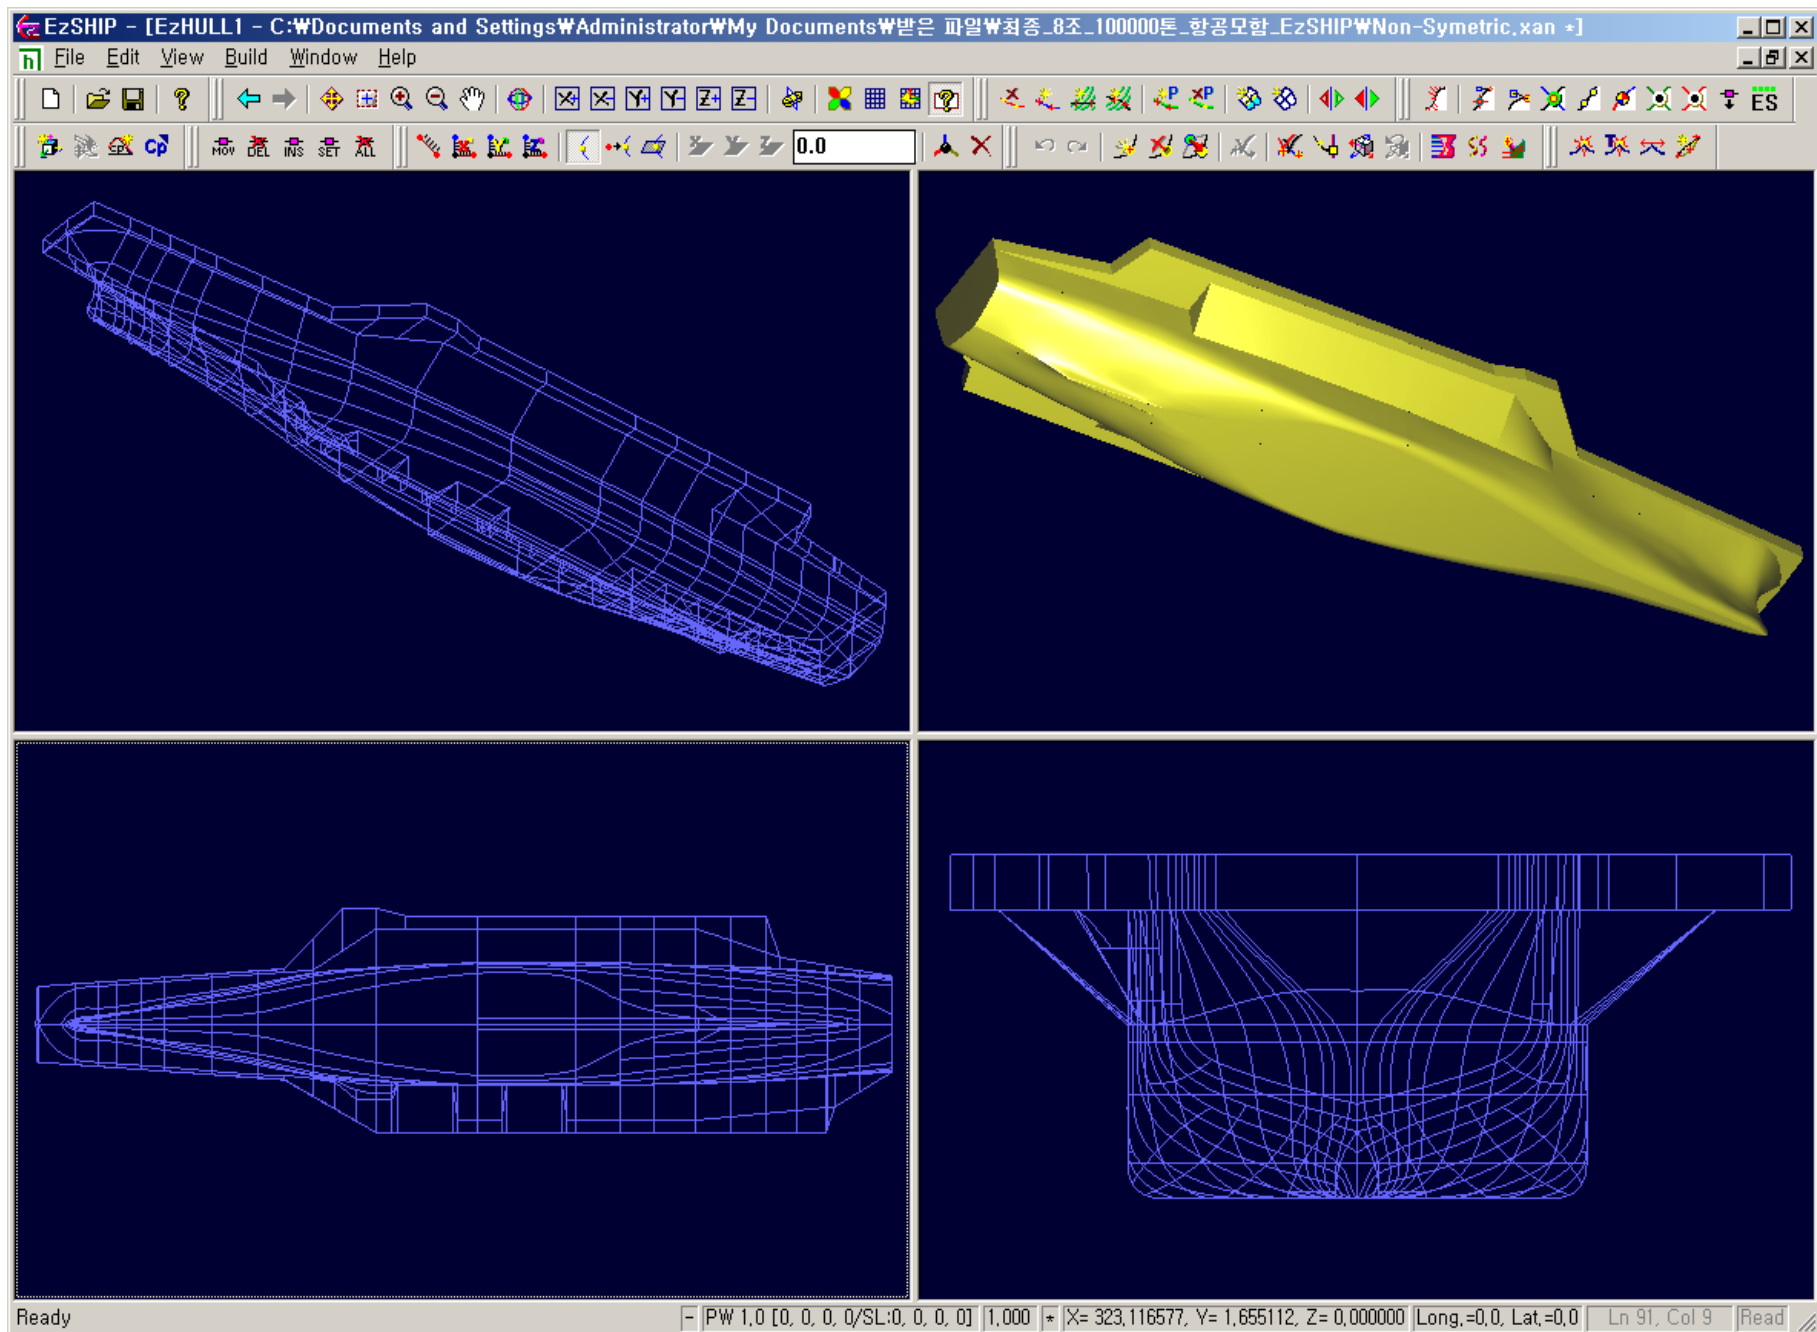 EzSHIP - [EzHULL1 - C:₩Documents and Settings₩Administrator₩My Documents₩받은 파일₩최종_8조_100000톤_항공모함_EzSHIP₩Non-Symetric.xan *]
File Edit View Build Window Help
X+ X- Y+ Y- Z+ Z- P XP ES
CP Cp MOV DEL INS SET ALL 0.0 SS
Ready - PW 1.0 [0, 0, 0, 0/SL:0, 0, 0, 0] 1.000 * X= 323.116577, Y= 1.655112, Z= 0.000000 Long.=0.0, Lat.=0.0 Ln 91, Col 9 Read